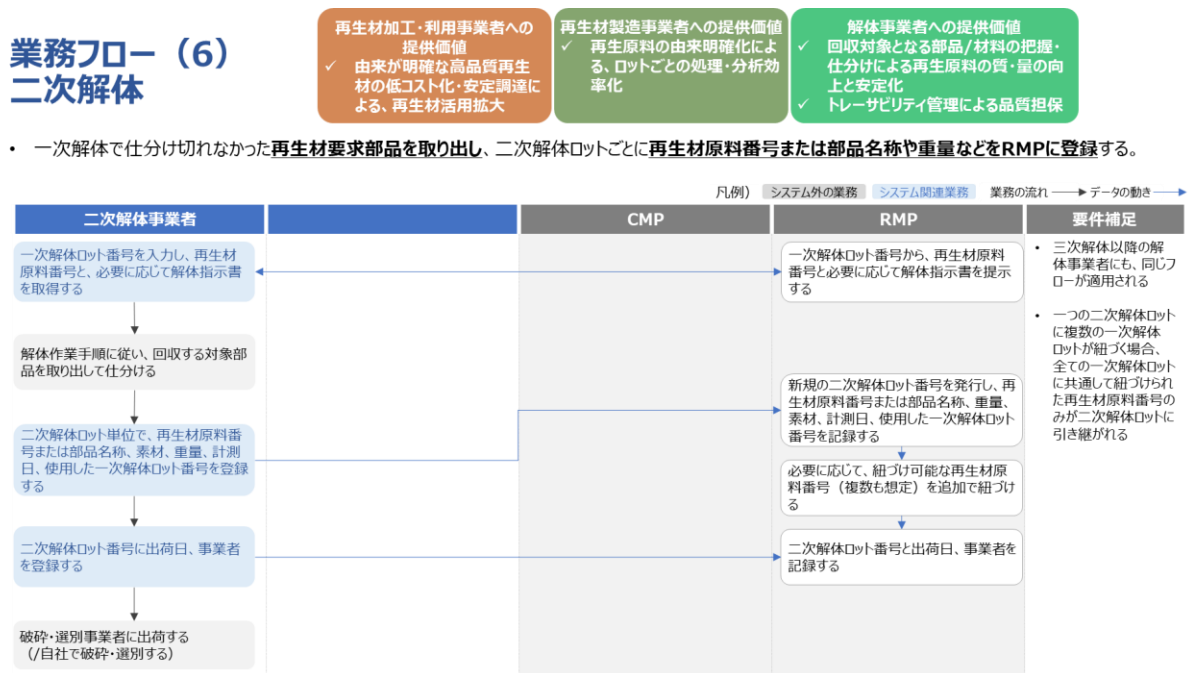 業務フロー（6）
二次解体
再生材加工・利用事業者への
提供価値
✓ 由来が明確な高品質再生
材の低コスト化・安定調達に
よる、再生材活用拡大
再生材製造事業者への提供価値
✓ 再生原料の由来明確化によ
る、ロットごとの処理・分析効
率化
解体事業者への提供価値
✓ 回収対象となる部品/材料の把握・
仕分けによる再生原料の質・量の向
上と安定化
✓ トレーサビリティ管理による品質担保
• 一次解体で仕分け切れなかった再生材要求部品を取り出し、二次解体ロットごとに再生材原料番号または部品名称や重量などをRMPに登録する。
凡例） システム外の業務 システム関連業務 業務の流れ データの動き
二次解体事業者 CMP RMP 要件補足
一次解体ロット番号を入力し、再生材
原料番号と、必要に応じて解体指示書
を取得する
解体作業手順に従い、回収する対象部
品を取り出して仕分ける
二次解体ロット単位で、再生材原料番
号または部品名称、素材、重量、計測
日、使用した一次解体ロット番号を登録
する
二次解体ロット番号に出荷日、事業者
を登録する
破砕・選別事業者に出荷する
（/自社で破砕・選別する）
一次解体ロット番号から、再生材原料
番号と必要に応じて解体指示書を提示
する
新規の二次解体ロット番号を発行し、再
生材原料番号または部品名称、重量、
素材、計測日、使用した一次解体ロット
番号を記録する
必要に応じて、紐づけ可能な再生材原
料番号（複数も想定）を追加で紐づけ
る
二次解体ロット番号と出荷日、事業者を
記録する
• 三次解体以降の解
体事業者にも、同じフ
ローが適用される
• 一つの二次解体ロット
に複数の一次解体
ロットが紐づく場合、
全ての一次解体ロット
に共通して紐づけられ
た再生材原料番号の
みが二次解体ロットに
引き継がれる